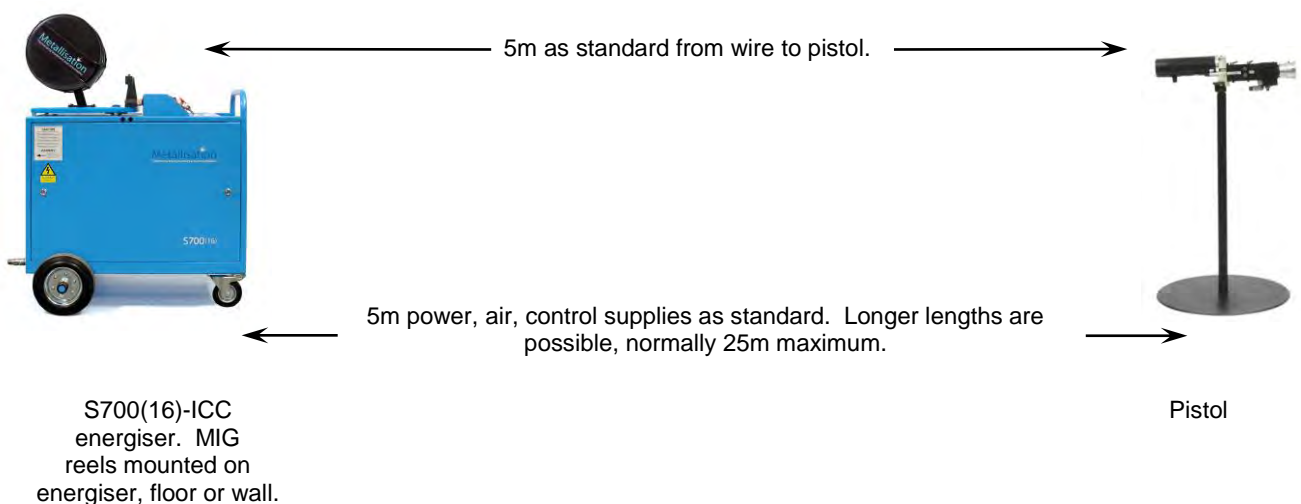 Metallisation
5m as standard from wire to pistol.
Metallisation
S700(16)
5m power, air, control supplies as standard. Longer lengths are
possible, normally 25m maximum.
S700(16)-ICC
energiser. MIG
reels mounted on
energiser, floor or wall.
Pistol